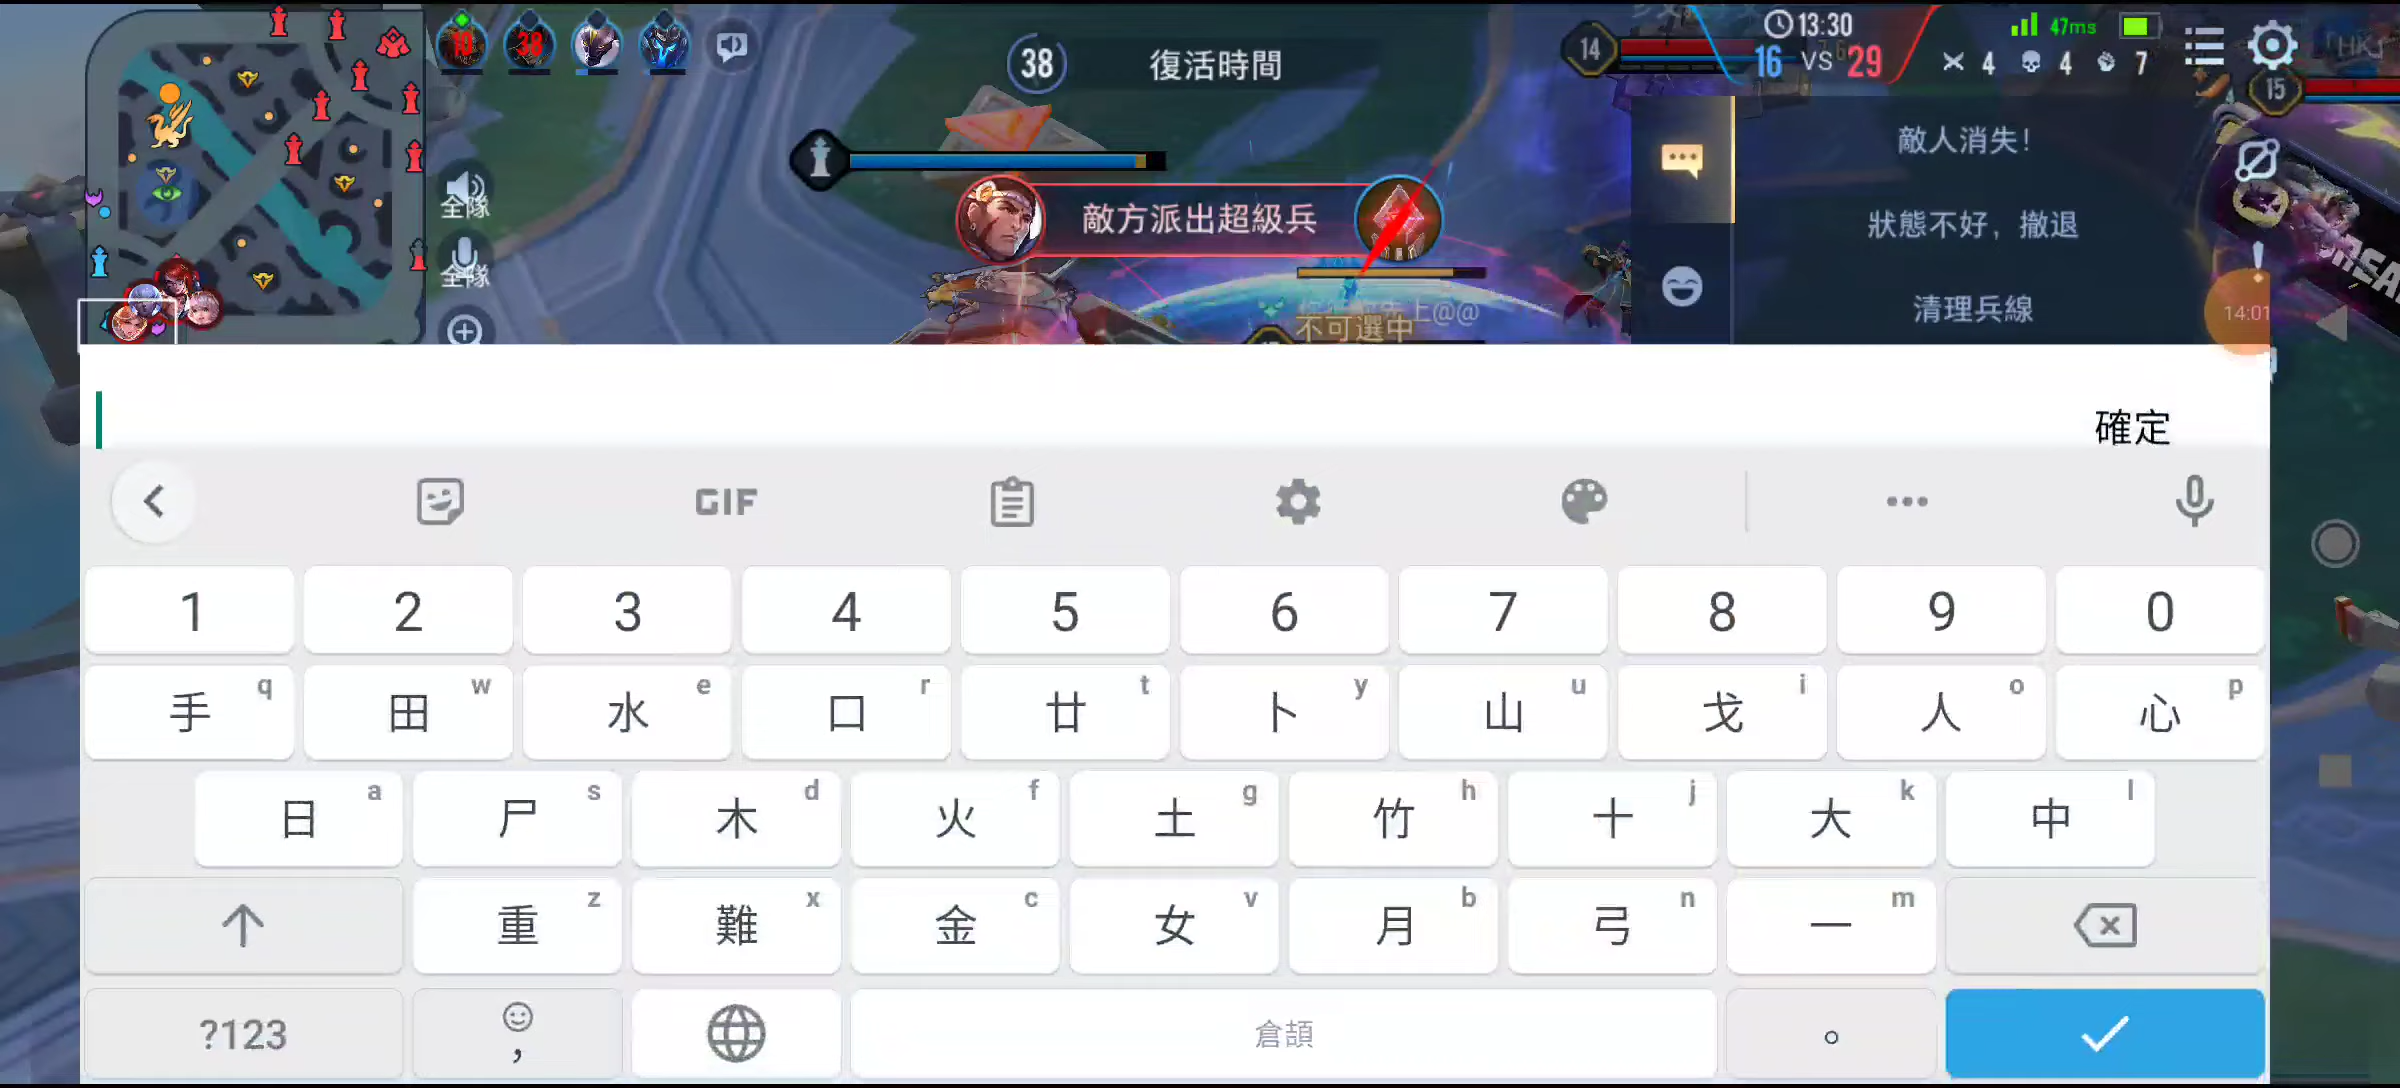 10
38
全隊
全隊
38 復活時間
敵方派出超級兵
不可選中
14
13:30
16 VS 29
47ms
4 4 7
15
敵人消失!
狀態不好，撤退
清理兵線
14:01
確定
GIF
1 2 3 4 5 6 7 8 9 0
手 q 田 w 水 e 口 r 廿 t 卜 y 山 u 戈 i 人 o 心 p
日 a 尸 s 木 d 火 f 土 g 竹 h 十 j 大 k 中 l
重 z 難 x 金 c 女 v 月 b 弓 n 一 m
?123 , 倉頡 。